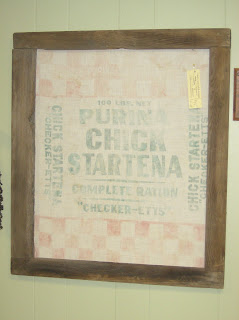 100 LBS. NET
PURINA
CHICK
STARTENA
COMPLETE RATION
"CHECKER-ETTS"
CHICK STARTENA
CHECKER-ETTS
CHICK STARTENA
CHECKER-ETTS